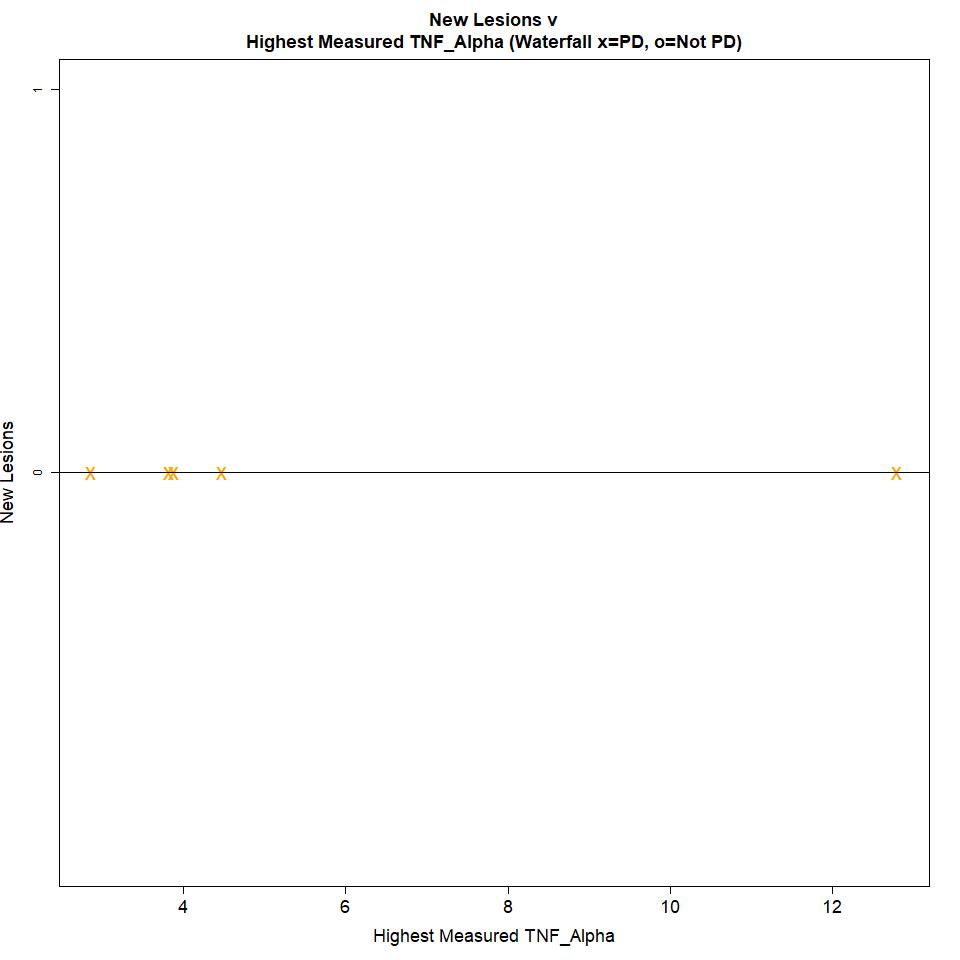 New Lesions v
Highest Measured TNF_Alpha (Waterfall x=PD, o=Not PD)
1
New Lesions
0
X X X X X
4 6 8 10 12
Highest Measured TNF_Alpha